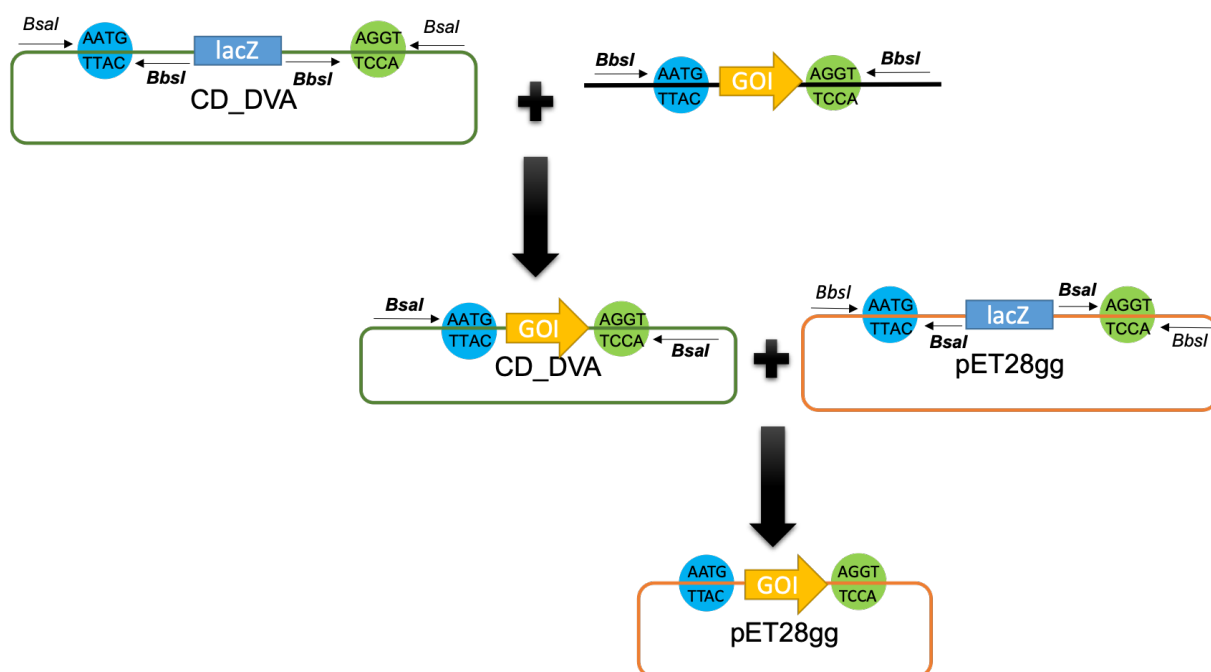 BsaI
AATG
TTAC
BbsI
lacZ
BbsI
AGGT
TCCA
BsaI
CD_DVA
BbsI
AATG
TTAC
GOI
AGGT
TCCA
BbsI
BsaI
AATG
TTAC
GOI
AGGT
TCCA
BsaI
CD_DVA
BbsI
AATG
TTAC
BsaI
lacZ
BsaI
AGGT
TCCA
BbsI
pET28gg
AATG
TTAC
GOI
AGGT
TCCA
pET28gg